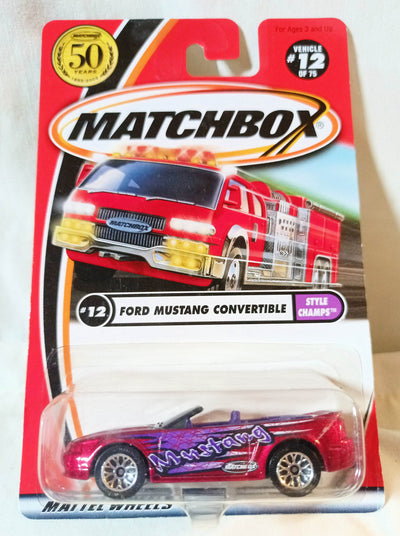 For Ages 3 and Up
MATCHBOX
50
YEARS
VEHICLE
#12
OF 75
MATCHBOX®
MATCHBOX
#12
FORD MUSTANG CONVERTIBLE
STYLE
CHAMPS™
Mustang
MATCHBOX
MATTEL WHEELS